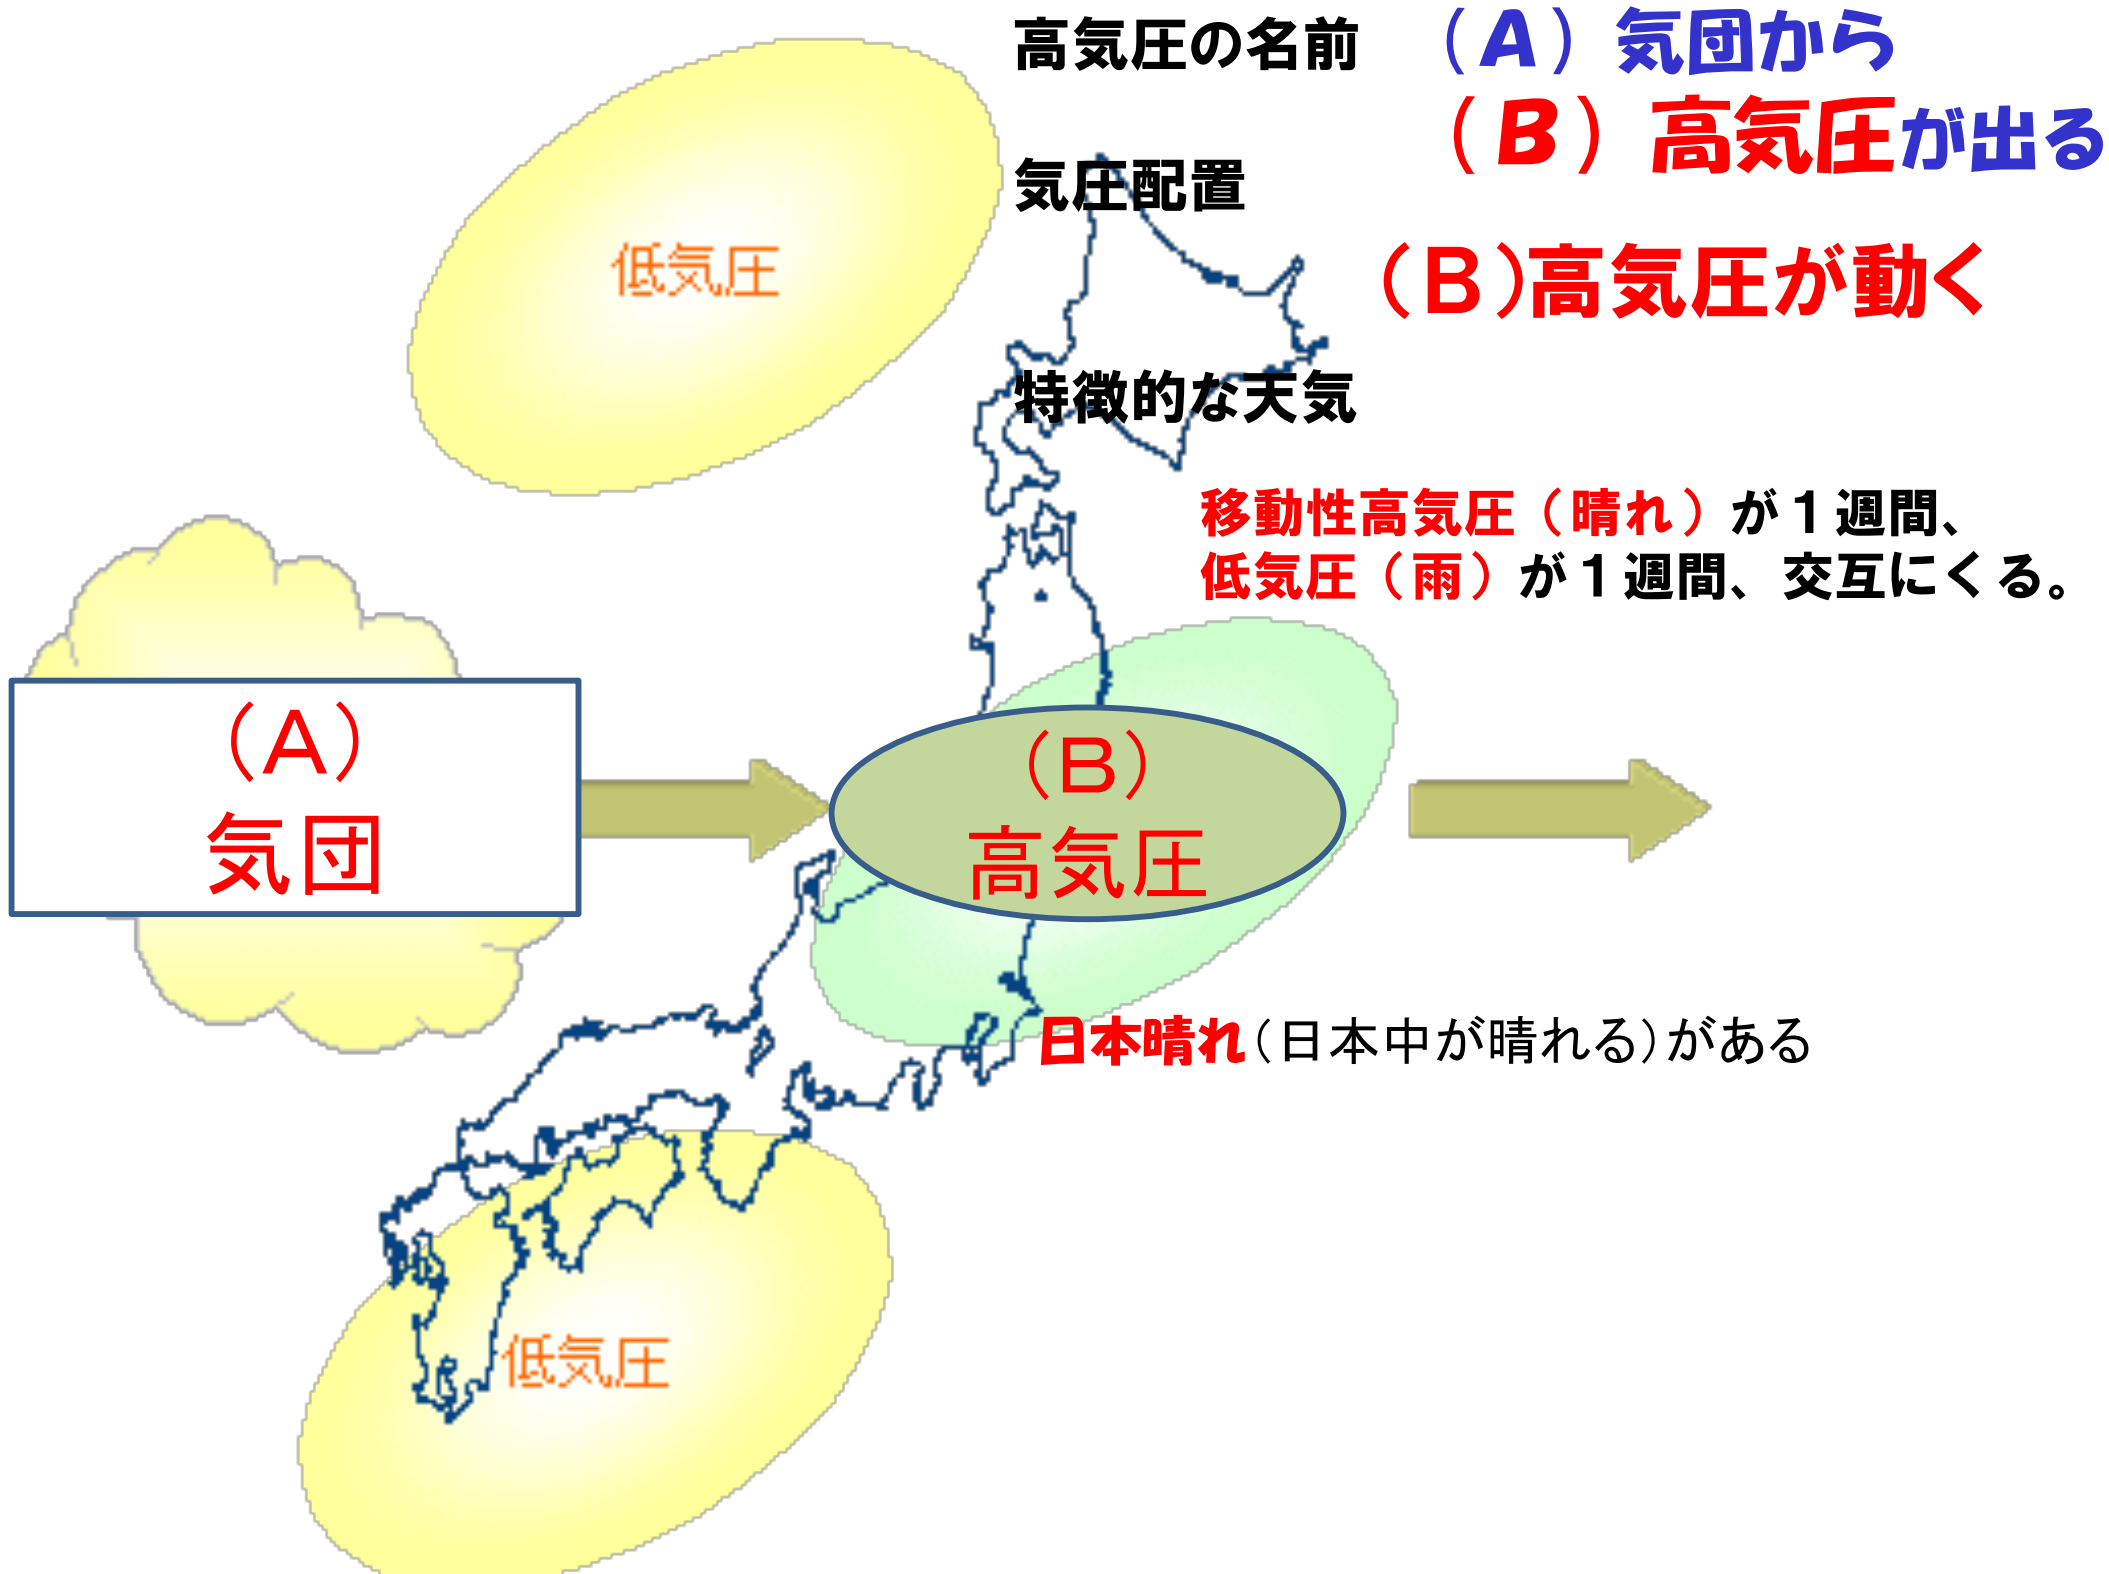 高気圧の名前 （A）気団から
（B）高気圧が出る
気圧配置
（B）高気圧が動く
低気圧
特徴的な天気
移動性高気圧（晴れ）が１週間、
低気圧（雨）が１週間、交互にくる。
（A）
気団
（B）
高気圧
日本晴れ（日本中が晴れる）がある
低気圧